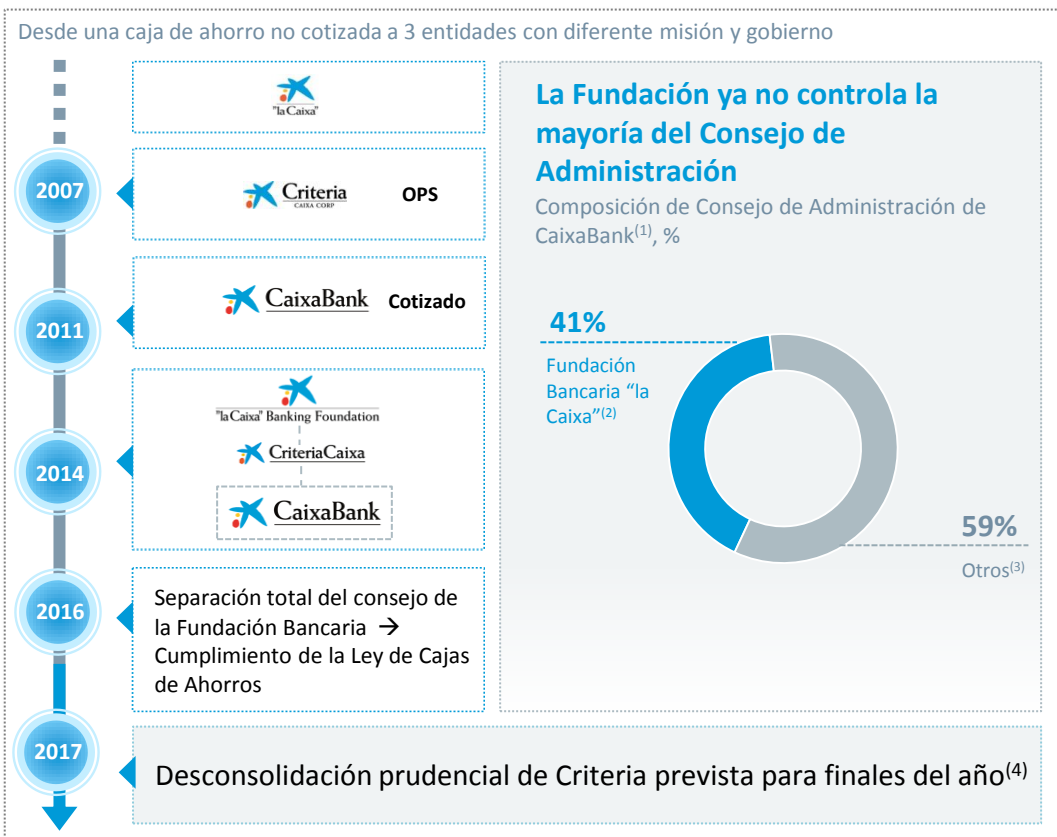 Desde una caja de ahorro no cotizada a 3 entidades con diferente misión y gobierno
"la Caixa"
2007
Criteria
CAIXA CORP
OPS
2011
CaixaBank
Cotizado
2014
"la Caixa" Banking Foundation
CriteriaCaixa
CaixaBank
2016
Separación total del consejo de
la Fundación Bancaria →
Cumplimiento de la Ley de Cajas
de Ahorros
La Fundación ya no controla la
mayoría del Consejo de
Administración
Composición de Consejo de Administración de
CaixaBank(1), %
41%
Fundación
Bancaria “la
Caixa”(2)
59%
Otros(3)
2017
Desconsolidación prudencial de Criteria prevista para finales del año(4)